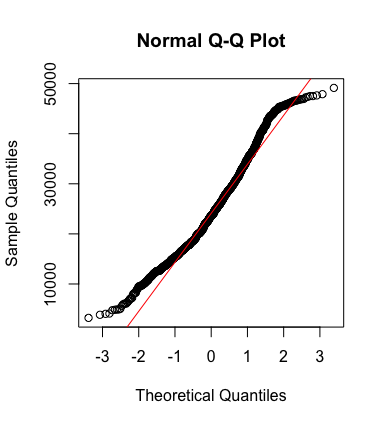 Normal Q-Q Plot
50000
30000
10000
Sample Quantiles
-3 -2 -1 0 1 2 3
Theoretical Quantiles